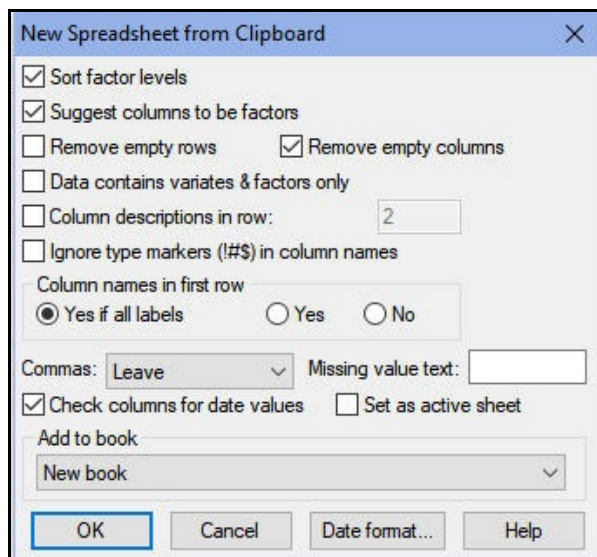 New Spreadsheet from Clipboard
Sort factor levels
Suggest columns to be factors
Remove empty rows Remove empty columns
Data contains variates & factors only
Column descriptions in row: 2
Ignore type markers (!#$) in column names
Column names in first row
Yes if all labels Yes No
Commas: Leave Missing value text:
Check columns for date values Set as active sheet
Add to book
New book
OK Cancel Date format... Help